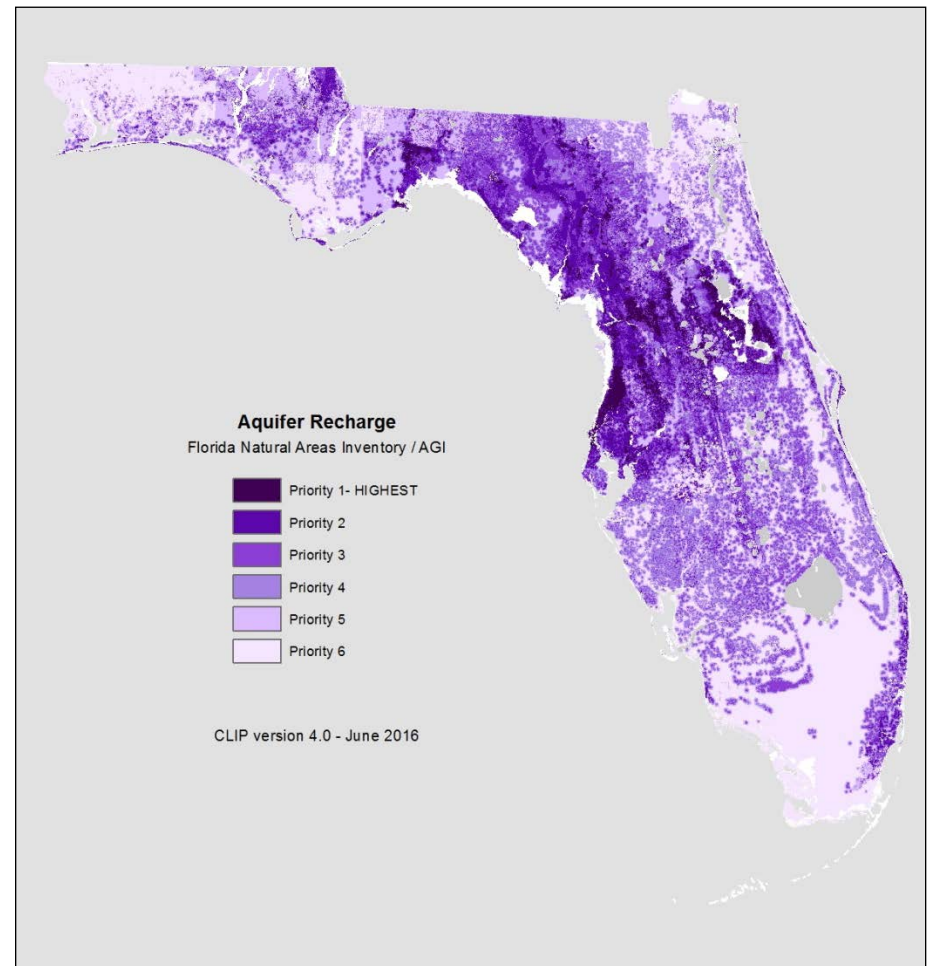 Aquifer Recharge
Florida Natural Areas Inventory / AGI
Priority 1- HIGHEST
Priority 2
Priority 3
Priority 4
Priority 5
Priority 6
CLIP version 4.0 - June 2016